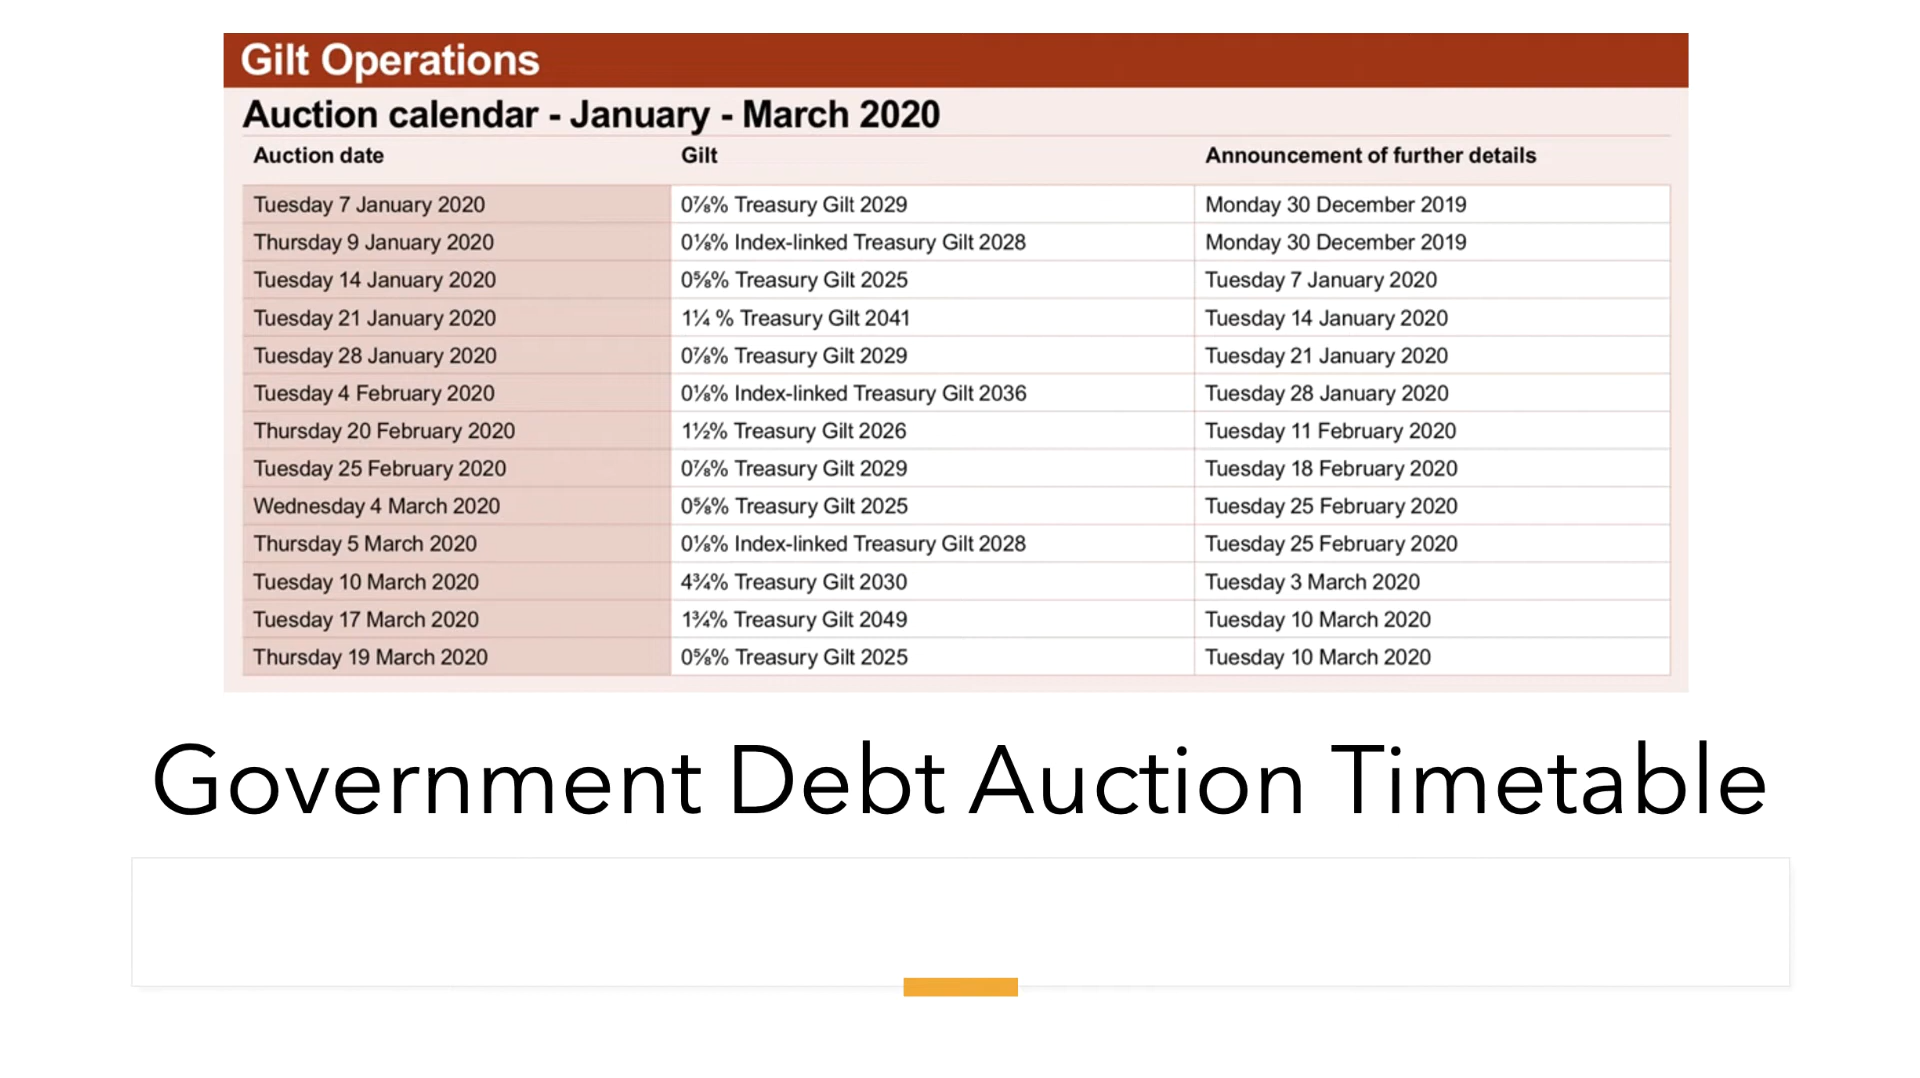 Gilt Operations
Auction calendar - January - March 2020
Auction date Gilt Announcement of further details
Tuesday 7 January 2020 0⅞% Treasury Gilt 2029 Monday 30 December 2019
Thursday 9 January 2020 0⅛% Index-linked Treasury Gilt 2028 Monday 30 December 2019
Tuesday 14 January 2020 0⅝% Treasury Gilt 2025 Tuesday 7 January 2020
Tuesday 21 January 2020 1¼ % Treasury Gilt 2041 Tuesday 14 January 2020
Tuesday 28 January 2020 0⅞% Treasury Gilt 2029 Tuesday 21 January 2020
Tuesday 4 February 2020 0⅛% Index-linked Treasury Gilt 2036 Tuesday 28 January 2020
Thursday 20 February 2020 1½% Treasury Gilt 2026 Tuesday 11 February 2020
Tuesday 25 February 2020 0⅞% Treasury Gilt 2029 Tuesday 18 February 2020
Wednesday 4 March 2020 0⅝% Treasury Gilt 2025 Tuesday 25 February 2020
Thursday 5 March 2020 0⅛% Index-linked Treasury Gilt 2028 Tuesday 25 February 2020
Tuesday 10 March 2020 4¾% Treasury Gilt 2030 Tuesday 3 March 2020
Tuesday 17 March 2020 1¾% Treasury Gilt 2049 Tuesday 10 March 2020
Thursday 19 March 2020 0⅝% Treasury Gilt 2025 Tuesday 10 March 2020
Government Debt Auction Timetable